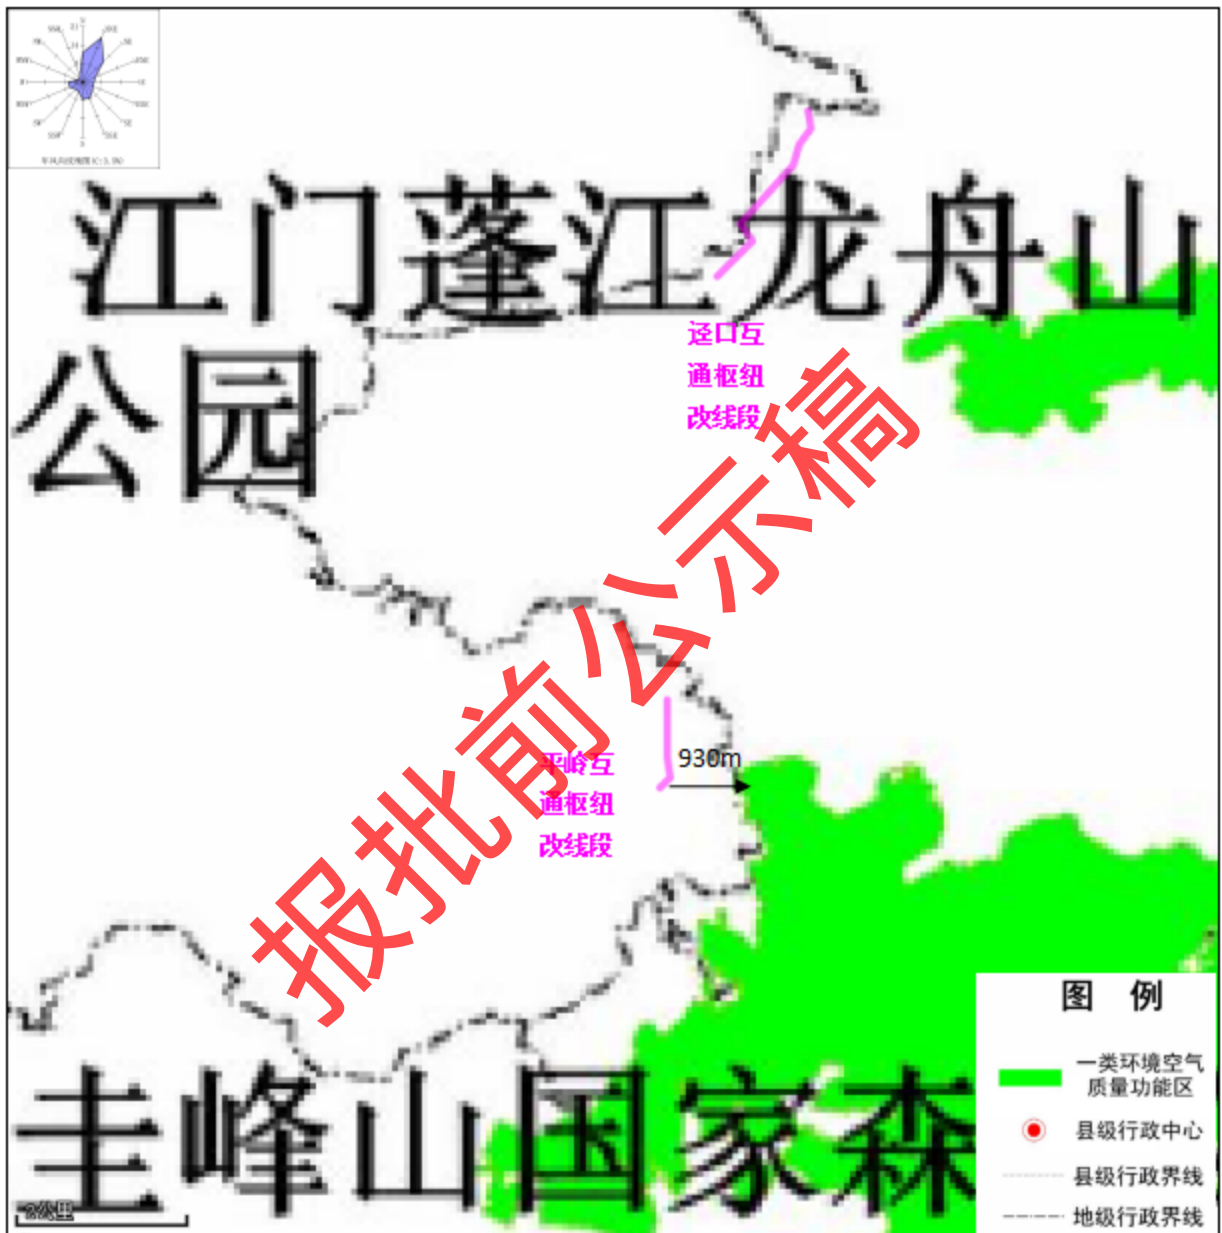 江门蓬江龙舟山
公园
迳口互
通枢纽
改线段
930m
平岭互
通枢纽
改线段
报批前公示稿
圭峰山国家森
图 例
一类环境空气
质量功能区
县级行政中心
县级行政界线
地级行政界线